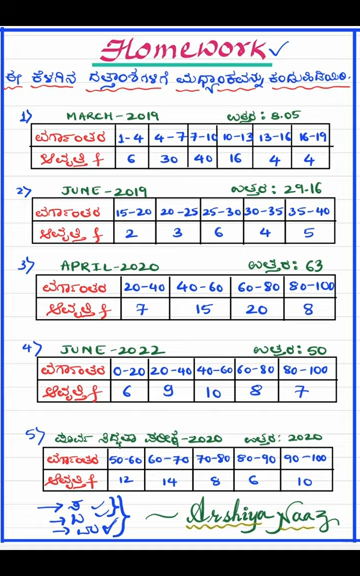 Homework
ಈ ಕೆಳಗಿನ ದತ್ತಾಂಶಗಳಿಗೆ ಮಧ್ಯಾಂಕವನ್ನು ಕಂಡುಹಿಡಿಯಿರಿ.
1) MARCH-2019 ಉತ್ತರ: 8.05
ವರ್ಗಾಂತರ 1-4 4-7 7-10 10-13 13-16 16-19
ಆವೃತ್ತಿ f 6 30 40 16 4 4
2) JUNE-2019 ಉತ್ತರ: 29.16
ವರ್ಗಾಂತರ 15-20 20-25 25-30 30-35 35-40
ಆವೃತ್ತಿ f 2 3 6 4 5
3) APRIL-2020 ಉತ್ತರ: 63
ವರ್ಗಾಂತರ 20-40 40-60 60-80 80-100
ಆವೃತ್ತಿ f 7 15 20 8
4) JUNE-2022 ಉತ್ತರ: 50
ವರ್ಗಾಂತರ 0-20 20-40 40-60 60-80 80-100
ಆವೃತ್ತಿ f 6 9 10 8 7
5) ಪೂರ್ವ ಸಿದ್ಧತಾ ಪರೀಕ್ಷೆ-2020 ಉತ್ತರ: 2020
ವರ್ಗಾಂತರ 50-60 60-70 70-80 80-90 90-100
ಆವೃತ್ತಿ f 12 14 8 6 10
Arshiya Naaz